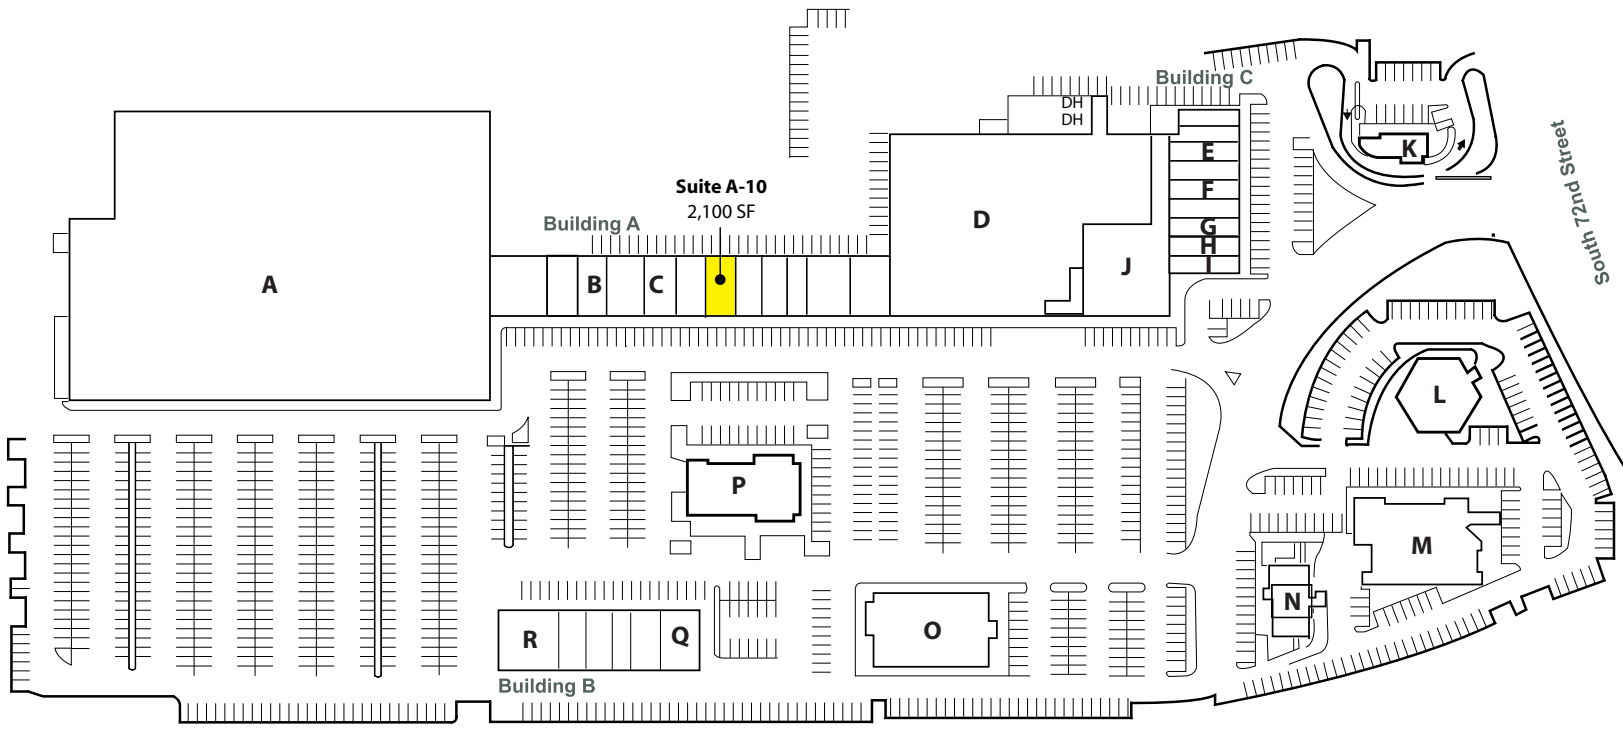 Building C
DH
DH
K
South 72nd Street
E
F
Suite A-10
2,100 SF
Building A
D
G
H
I
J
A
B
C
L
P
M
N
O
R
Q
Building B